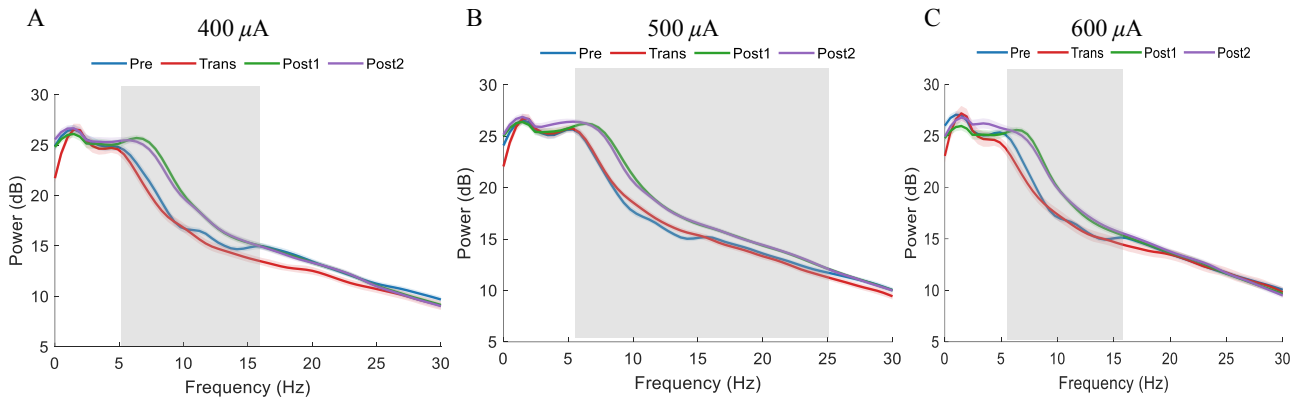 A
400 μA
Pre Trans Post1 Post2
30
25
20
15
10
5
Power (dB)
0 5 10 15 20 25 30
Frequency (Hz)
B
500 μA
Pre Trans Post1 Post2
30
25
20
15
10
5
Power (dB)
0 5 10 15 20 25 30
Frequency (Hz)
C
600 μA
Pre Trans Post1 Post2
30
25
20
15
10
5
Power (dB)
0 5 10 15 20 25 30
Frequency (Hz)